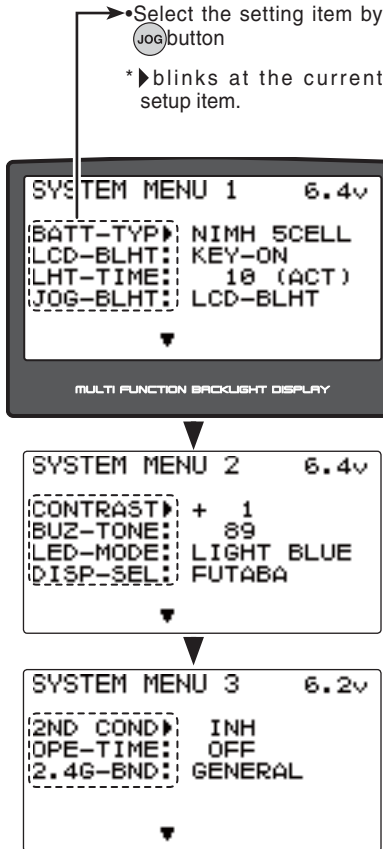 •Select the setting item by
JOG button
*▶blinks at the current
setup item.
SYSTEM MENU 1 6.4v
BATT-TYP▶ NIMH 5CELL
LCD-BLHT: KEY-ON
LHT-TIME: 10 (ACT)
JOG-BLHT: LCD-BLHT
▼
MULTI FUNCTION BACKLIGHT DISPLAY
SYSTEM MENU 2 6.4v
CONTRAST▶ + 1
BUZ-TONE: 89
LED-MODE: LIGHT BLUE
DISP-SEL: FUTABA
▼
SYSTEM MENU 3 6.2v
2ND COND▶ INH
OPE-TIME: OFF
2.4G-BND: GENERAL
▼